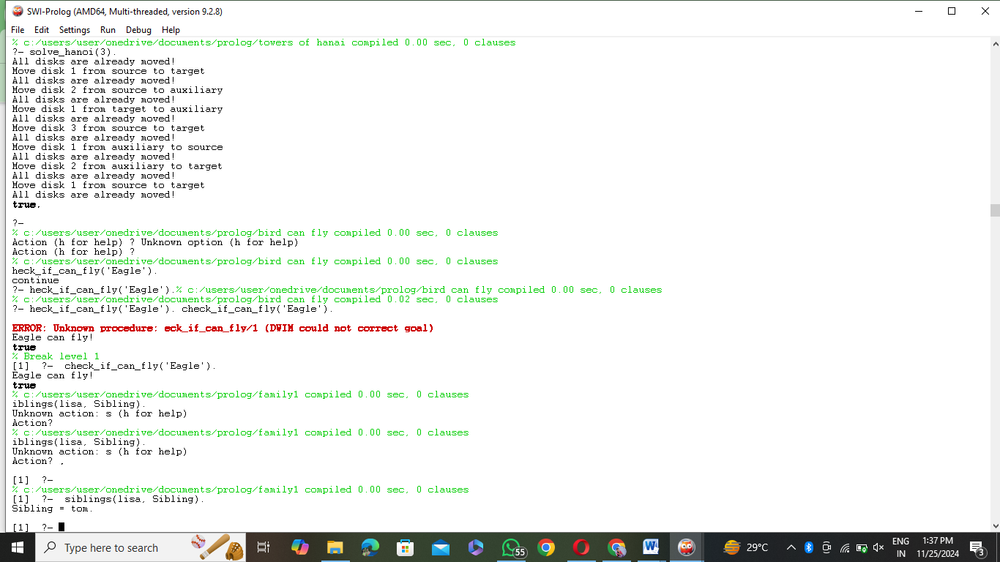 SWI-Prolog (AMD64, Multi-threaded, version 9.2.8)
File Edit Settings Run Debug Help
% c:/users/user/onedrive/documents/prolog/towers of hanai compiled 0.00 sec, 0 clauses
?- solve_hanoi(3).
All disks are already moved!
Move disk 1 from source to target
All disks are already moved!
Move disk 2 from source to auxiliary
All disks are already moved!
Move disk 1 from target to auxiliary
All disks are already moved!
Move disk 3 from source to target
All disks are already moved!
Move disk 1 from auxiliary to source
All disks are already moved!
Move disk 2 from auxiliary to target
All disks are already moved!
Move disk 1 from source to target
All disks are already moved!
true.
?-
% c:/users/user/onedrive/documents/prolog/bird can fly compiled 0.00 sec, 0 clauses
Action (h for help) ? Unknown option (h for help)
Action (h for help) ?
% c:/users/user/onedrive/documents/prolog/bird can fly compiled 0.00 sec, 0 clauses
heck_if_can_fly('Eagle').
continue
?- heck_if_can_fly('Eagle').% c:/users/user/onedrive/documents/prolog/bird can fly compiled 0.00 sec, 0 clauses
% c:/users/user/onedrive/documents/prolog/bird can fly compiled 0.02 sec, 0 clauses
?- heck_if_can_fly('Eagle'). check_if_can_fly('Eagle').
ERROR: Unknown procedure: eck_if_can_fly/1 (DWIM could not correct goal)
Eagle can fly!
true
% Break level 1
[1] ?- check_if_can_fly('Eagle').
Eagle can fly!
true
% c:/users/user/onedrive/documents/prolog/family1 compiled 0.00 sec, 0 clauses
iblings(lisa, Sibling).
Unknown action: s (h for help)
Action?
% c:/users/user/onedrive/documents/prolog/family1 compiled 0.00 sec, 0 clauses
iblings(lisa, Sibling).
Unknown action: s (h for help)
Action? .
[1] ?-
% c:/users/user/onedrive/documents/prolog/family1 compiled 0.00 sec, 0 clauses
[1] ?- siblings(lisa, Sibling).
Sibling = tom.
[1] ?-
Type here to search
55
29°C
ENG
IN
1:37 PM
11/25/2024
3